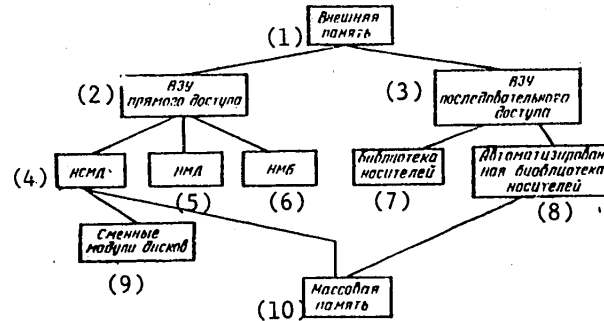 (1)
Внешняя
память
(2)
ВЗУ
прямого доступа
(3)
ВЗУ
последовательного
доступа
(4)
НСМД
НМД
(5)
НМБ
(6)
Библиотека
носителей
(7)
Автоматизирован-
ная библиотека
носителей
(8)
Сменные
модули дисков
(9)
(10)
Массовая
память